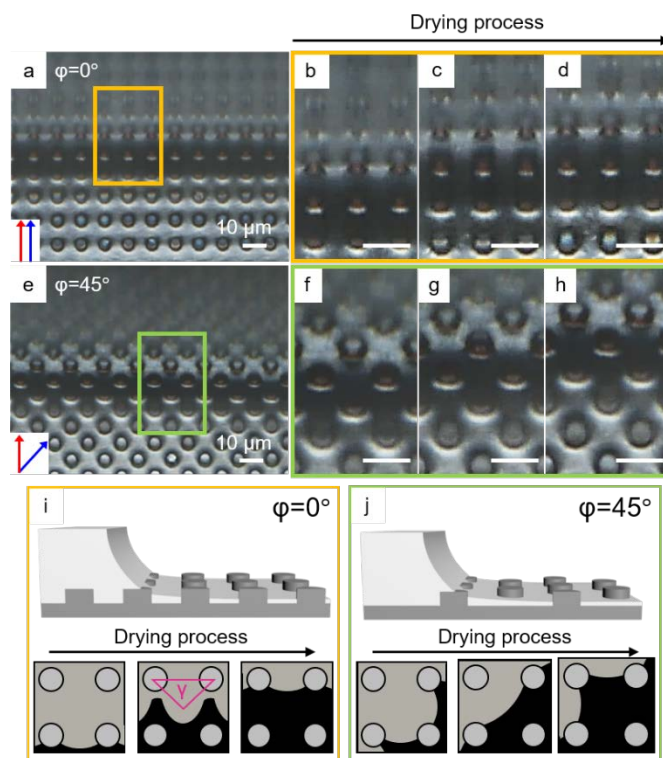 Drying process
a φ=0°
b
c
d
10 μm
e φ=45°
f
g
h
10 μm
i φ=0°
j φ=45°
Drying process
Drying process
γ